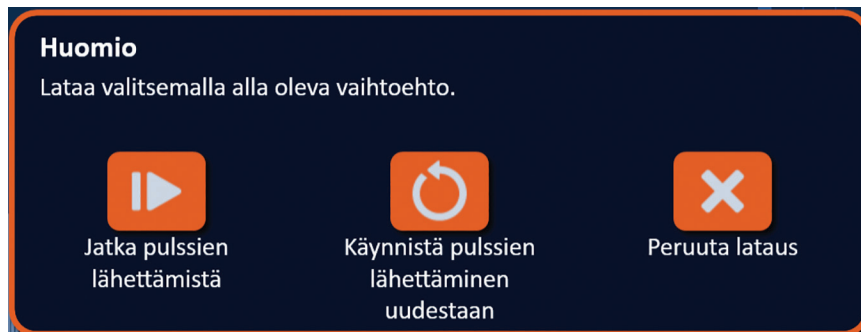 Huomio
Lataa valitsemalla alla oleva vaihtoehto.
Jatka pulssien
lähettämistä
Käynnistä pulssien
lähettäminen
uudestaan
Peruuta lataus